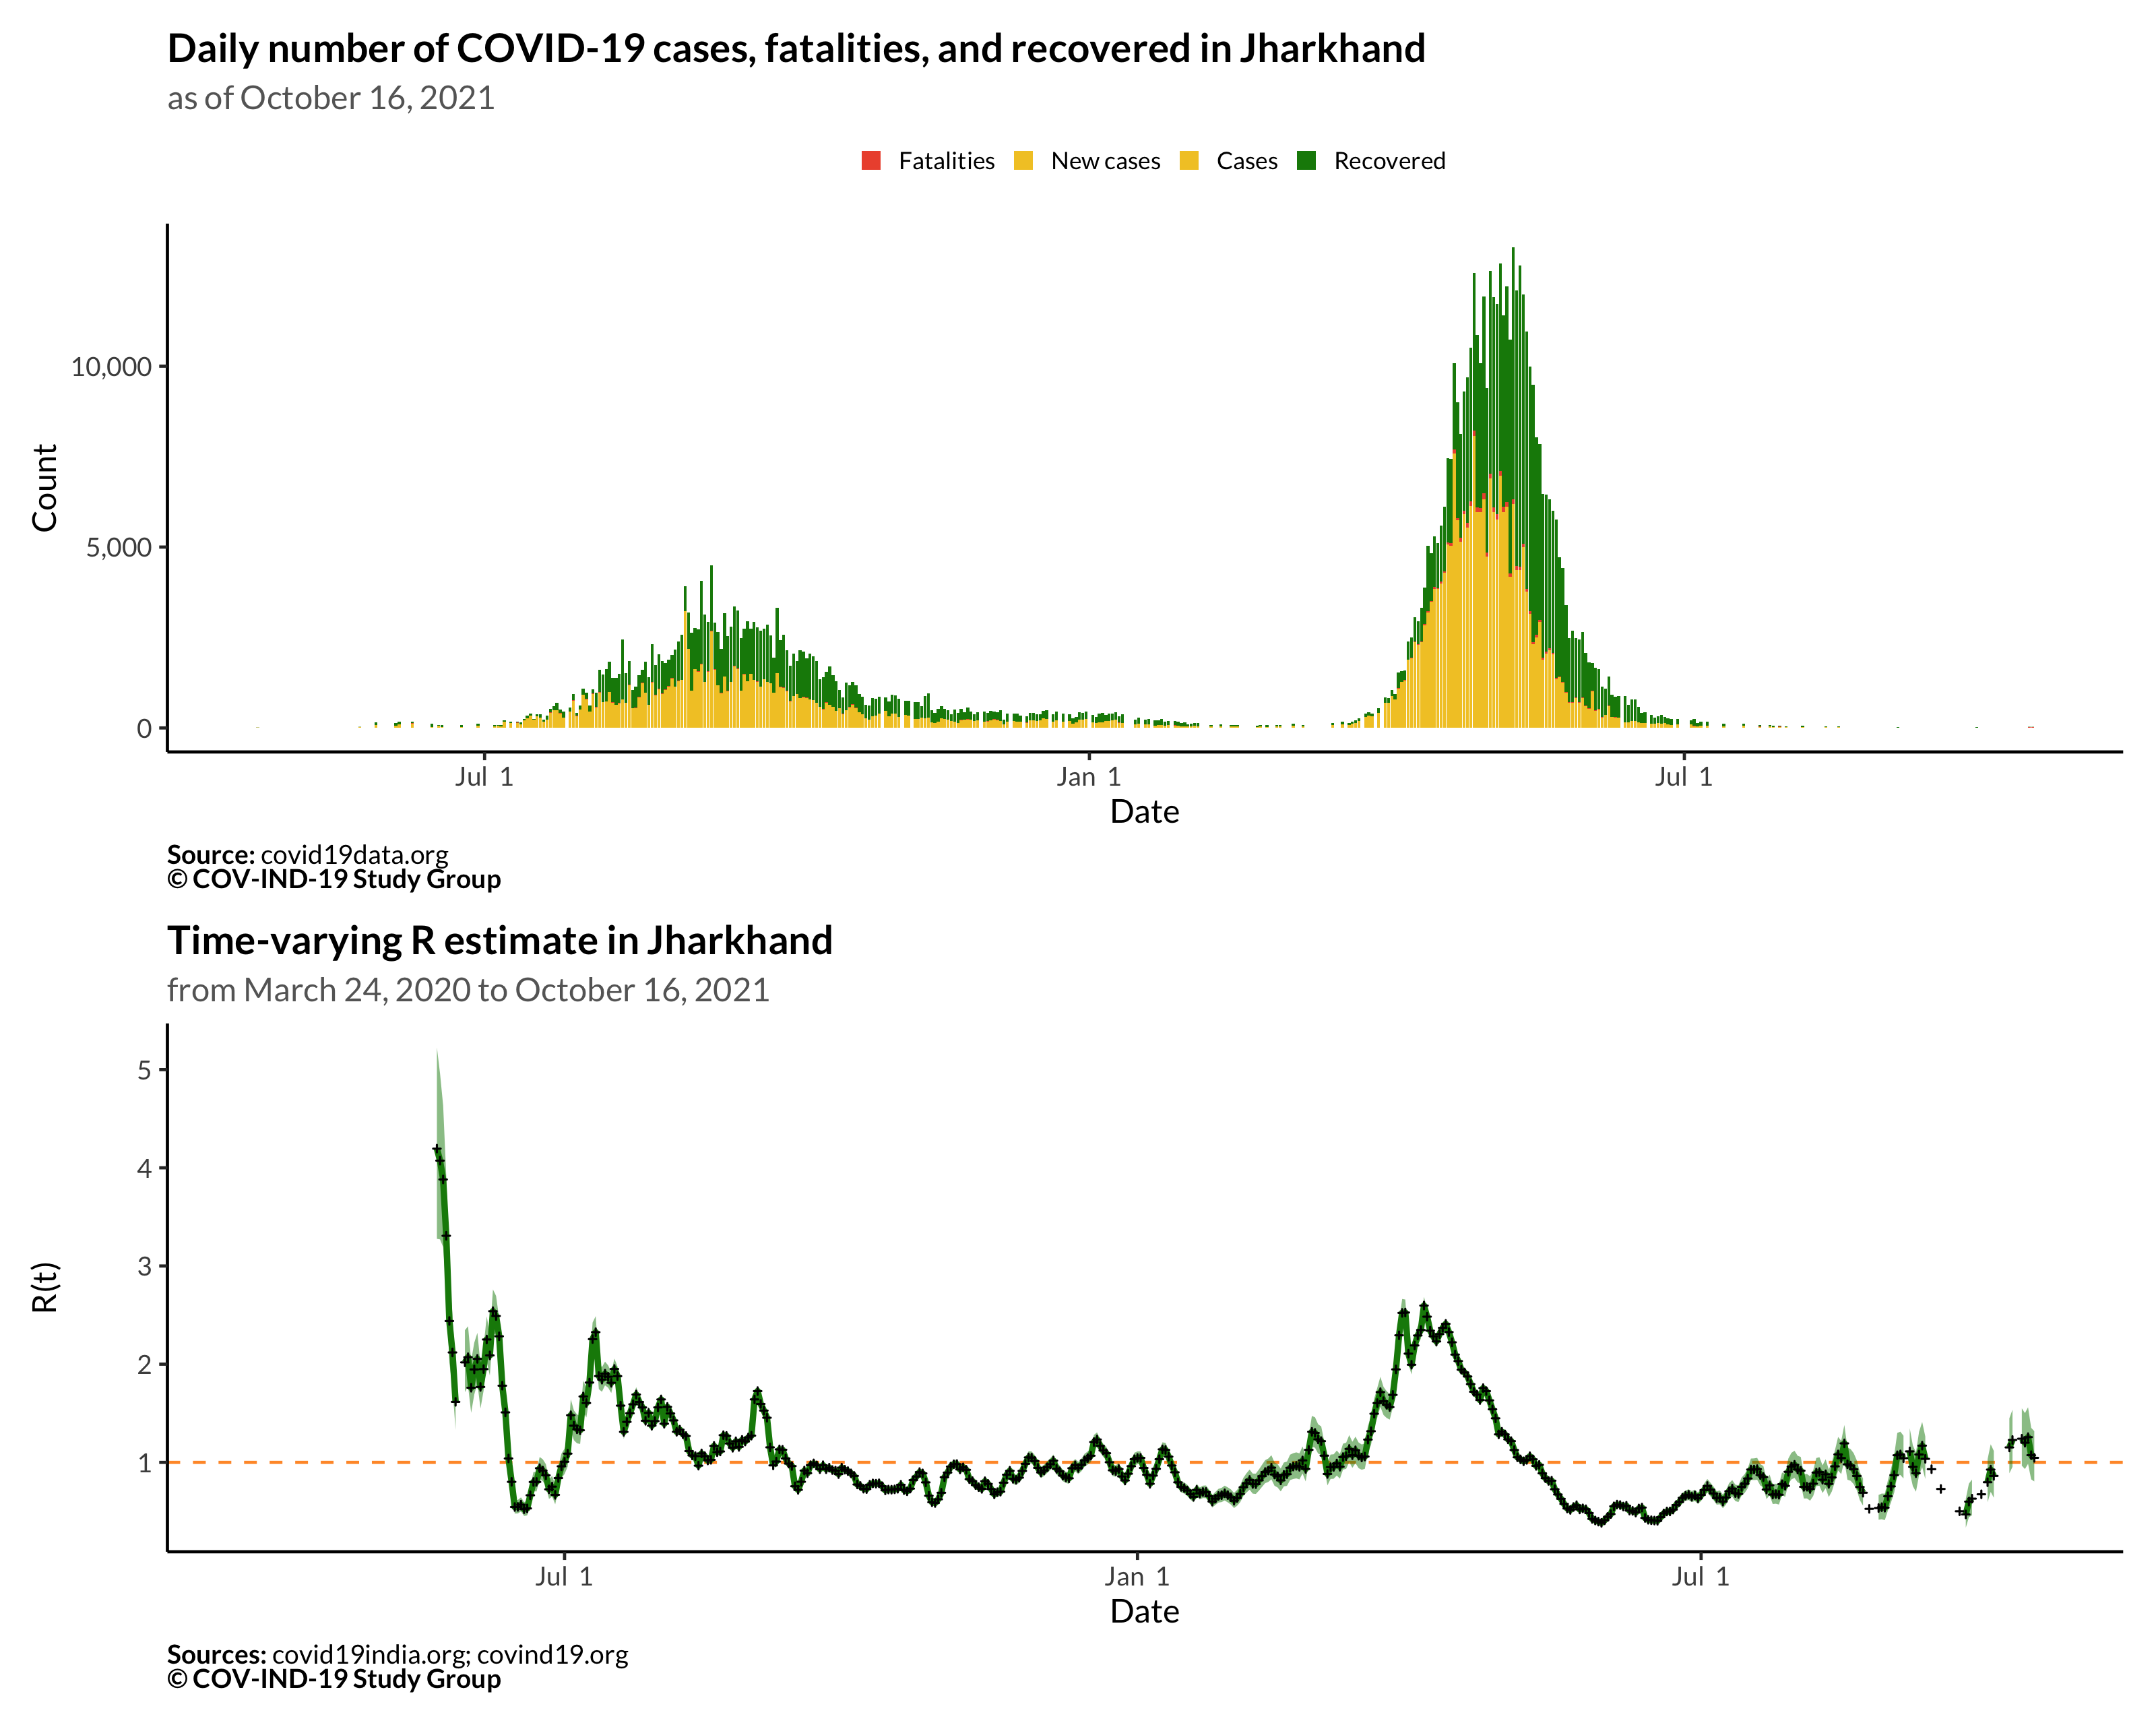 Daily number of COVID-19 cases, fatalities, and recovered in Jharkhand
as of October 16, 2021
Fatalities New cases Cases Recovered
Count
10,000
5,000
0
Jul 1 Jan 1 Jul 1
Date
Source: covid19data.org
© COV-IND-19 Study Group
Time-varying R estimate in Jharkhand
from March 24, 2020 to October 16, 2021
R(t)
5
4
3
2
1
Jul 1 Jan 1 Jul 1
Date
Sources: covid19india.org; covind19.org
© COV-IND-19 Study Group